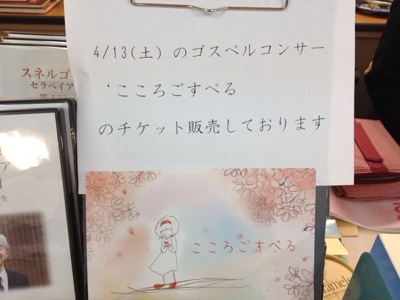 4/13(土)のゴスペルコンサー
'こころごすぺる
のチケット販売しております
こころごすぺる
スネルゴ
セラペイア